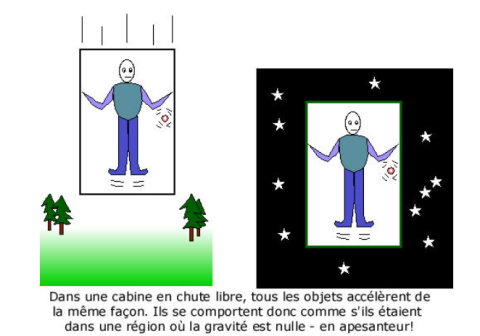 Dans une cabine en chute libre, tous les objets accélèrent de
la même façon. Ils se comportent donc comme s'ils étaient
dans une région où la gravité est nulle - en apesanteur!